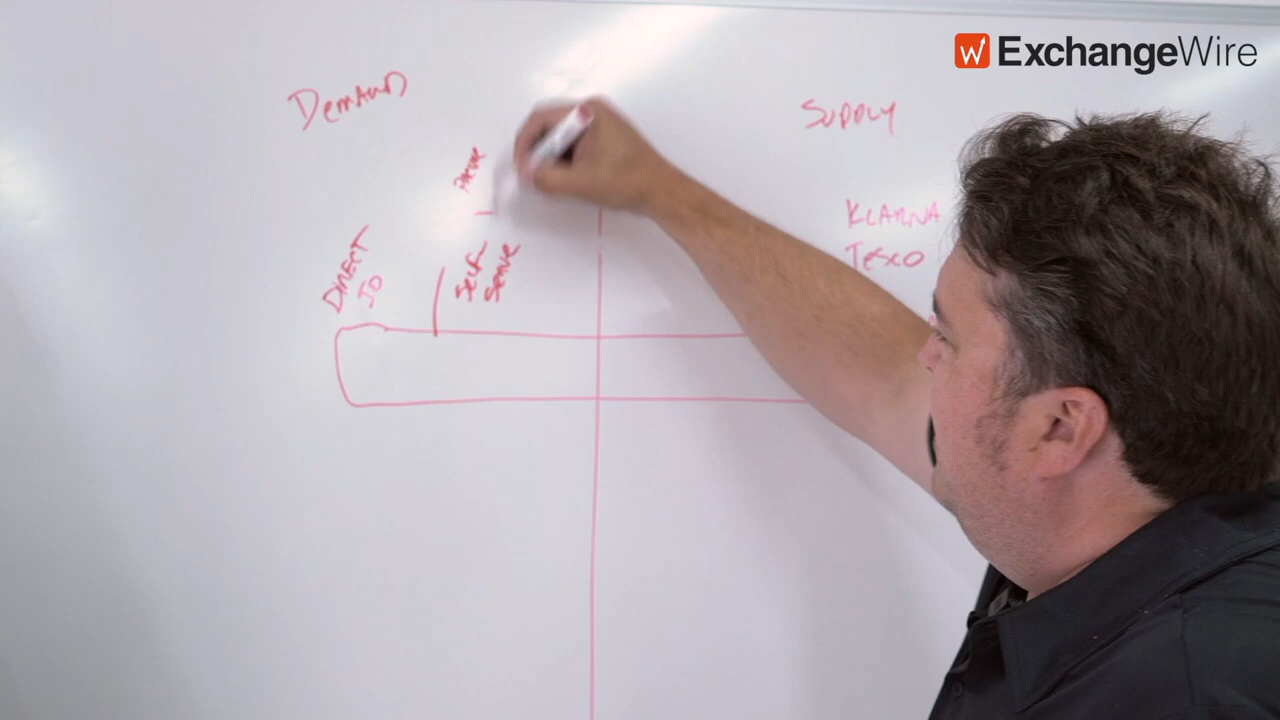 ExchangeWire
Demand
Supply
Klarna
Tesco
Direct
IO
Self
Serve